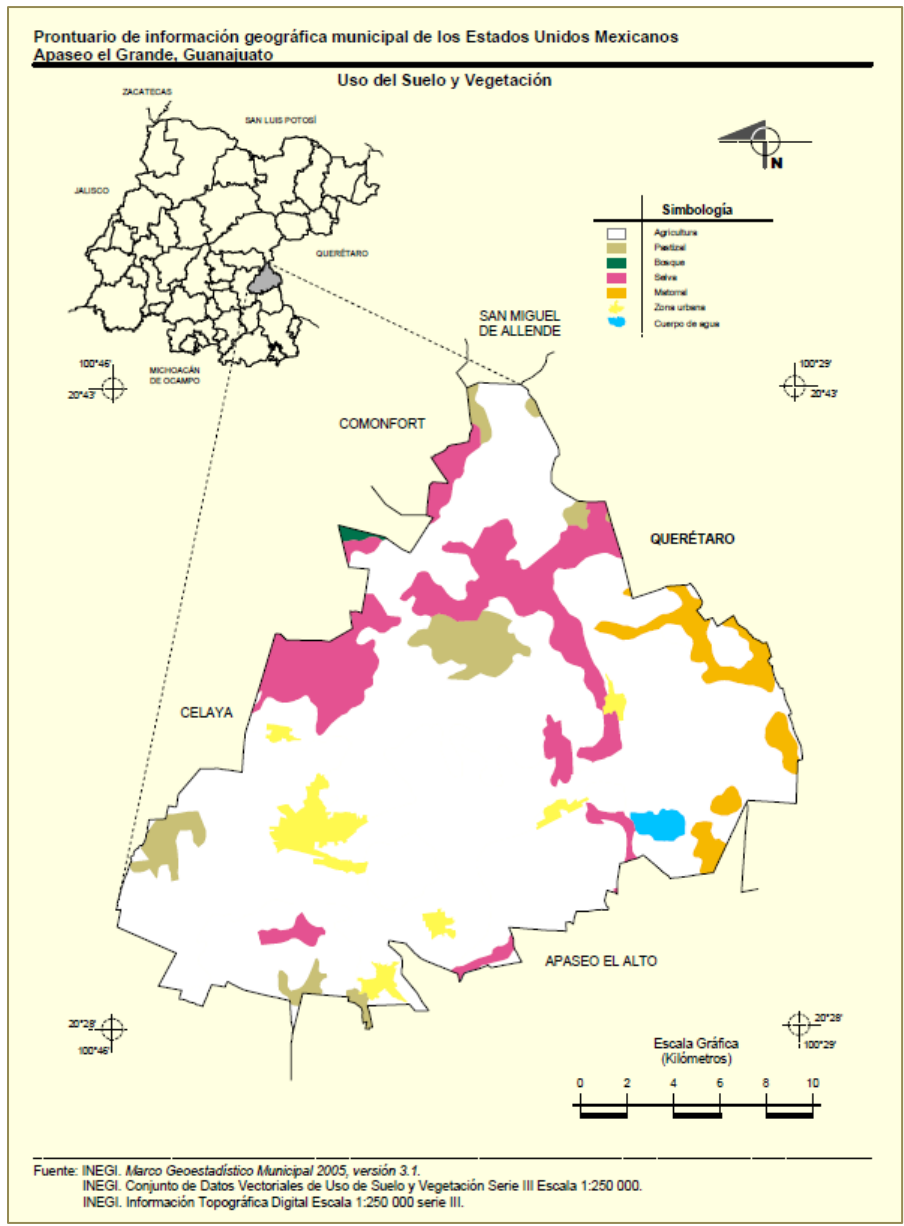 Prontuario de información geográfica municipal de los Estados Unidos Mexicanos
Apaseo el Grande, Guanajuato
Uso del Suelo y Vegetación
ZACATECAS
SAN LUIS POTOSÍ
JALISCO
QUERÉTARO
MICHOACÁN
DE OCAMPO
N
Simbología
Agricultura
Pastizal
Bosque
Selva
Matorral
Zona urbana
Cuerpo de agua
SAN MIGUEL
DE ALLENDE
100°46'
20°43'
100°29'
20°43'
COMONFORT
QUERÉTARO
CELAYA
APASEO EL ALTO
20°28'
100°46'
20°28'
100°29'
Escala Gráfica
(Kilómetros)
0 2 4 6 8 10
Fuente: INEGI. Marco Geoestadístico Municipal 2005, versión 3.1.
INEGI. Conjunto de Datos Vectoriales de Uso de Suelo y Vegetación Serie III Escala 1:250 000.
INEGI. Información Topográfica Digital Escala 1:250 000 serie III.